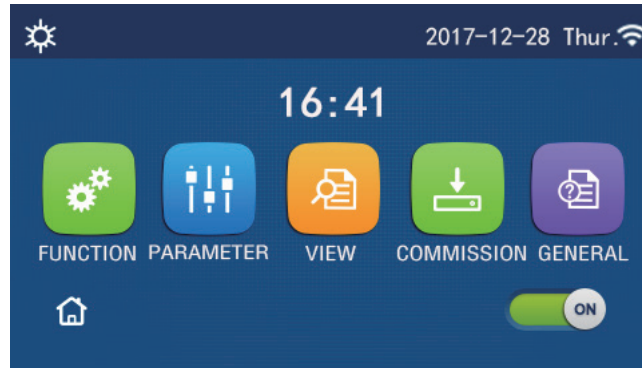 2017-12-28 Thur.
16:41
FUNCTION PARAMETER VIEW COMMISSION GENERAL
ON